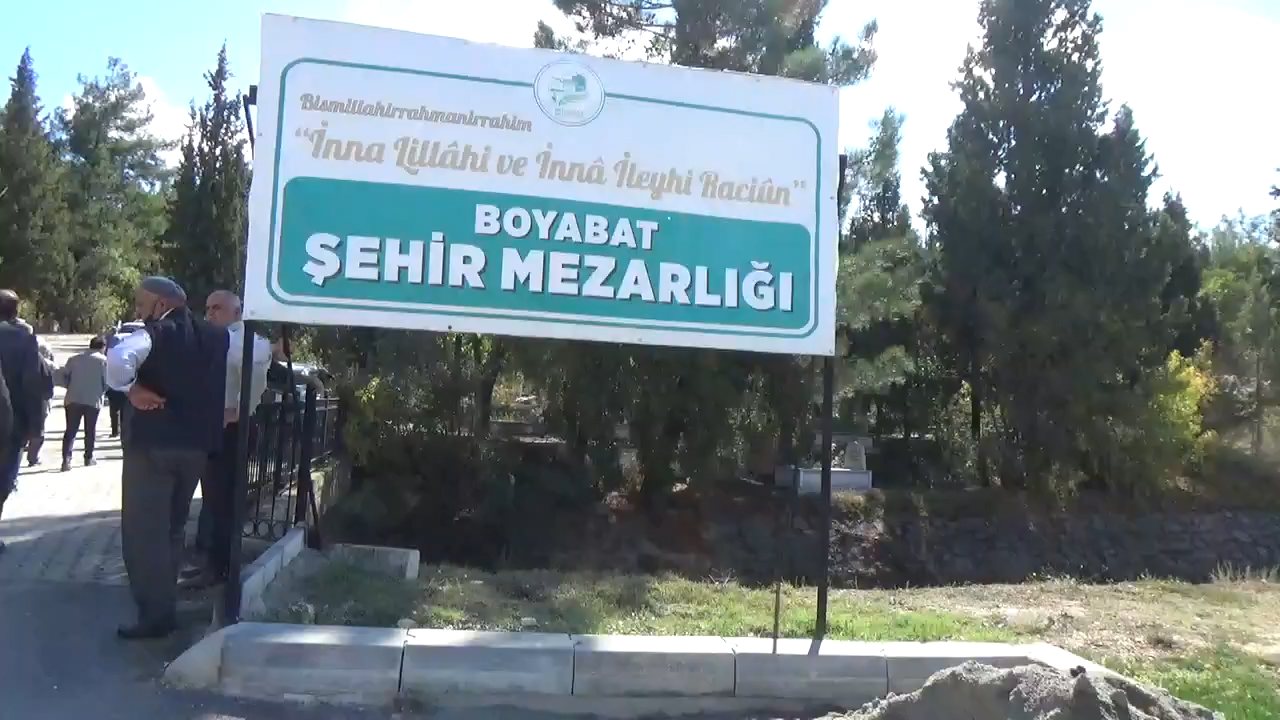 Bismillahirrahmanirrahim
“İnna Lillâhi ve İnnâ İleyhi Raciûn”
BOYABAT
ŞEHİR MEZARLIĞI